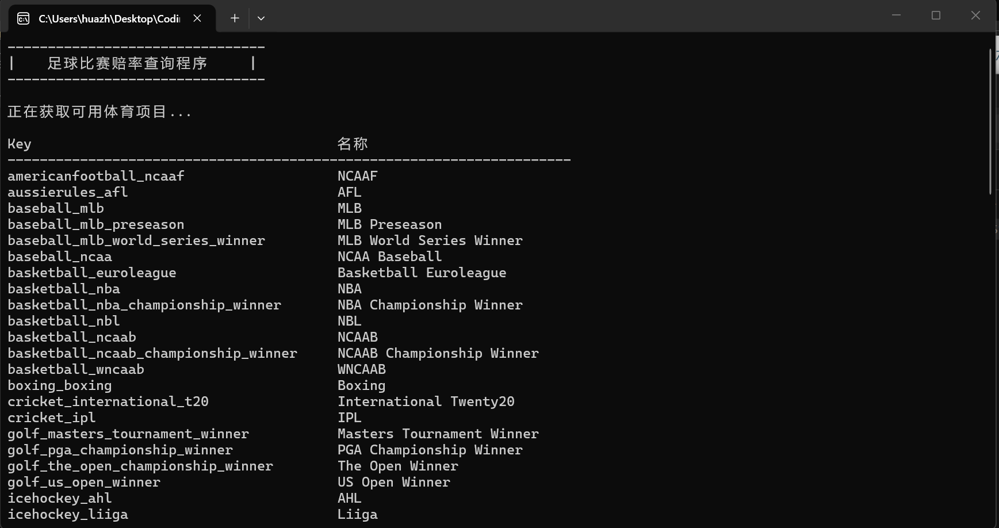 C:\Users\huazh\Desktop\Codi
---------------------------------
|    足球比赛赔率查询程序     |
---------------------------------
正在获取可用体育项目...
Key 名称
----------------------------------------------------------------------
americanfootball_ncaaf NCAAF
aussierules_afl AFL
baseball_mlb MLB
baseball_mlb_preseason MLB Preseason
baseball_mlb_world_series_winner MLB World Series Winner
baseball_ncaa NCAA Baseball
basketball_euroleague Basketball Euroleague
basketball_nba NBA
basketball_nba_championship_winner NBA Championship Winner
basketball_nbl NBL
basketball_ncaab NCAAB
basketball_ncaab_championship_winner NCAAB Championship Winner
basketball_wncaab WNCAAB
boxing_boxing Boxing
cricket_international_t20 International Twenty20
cricket_ipl IPL
golf_masters_tournament_winner Masters Tournament Winner
golf_pga_championship_winner PGA Championship Winner
golf_the_open_championship_winner The Open Winner
golf_us_open_winner US Open Winner
icehockey_ahl AHL
icehockey_liiga Liiga